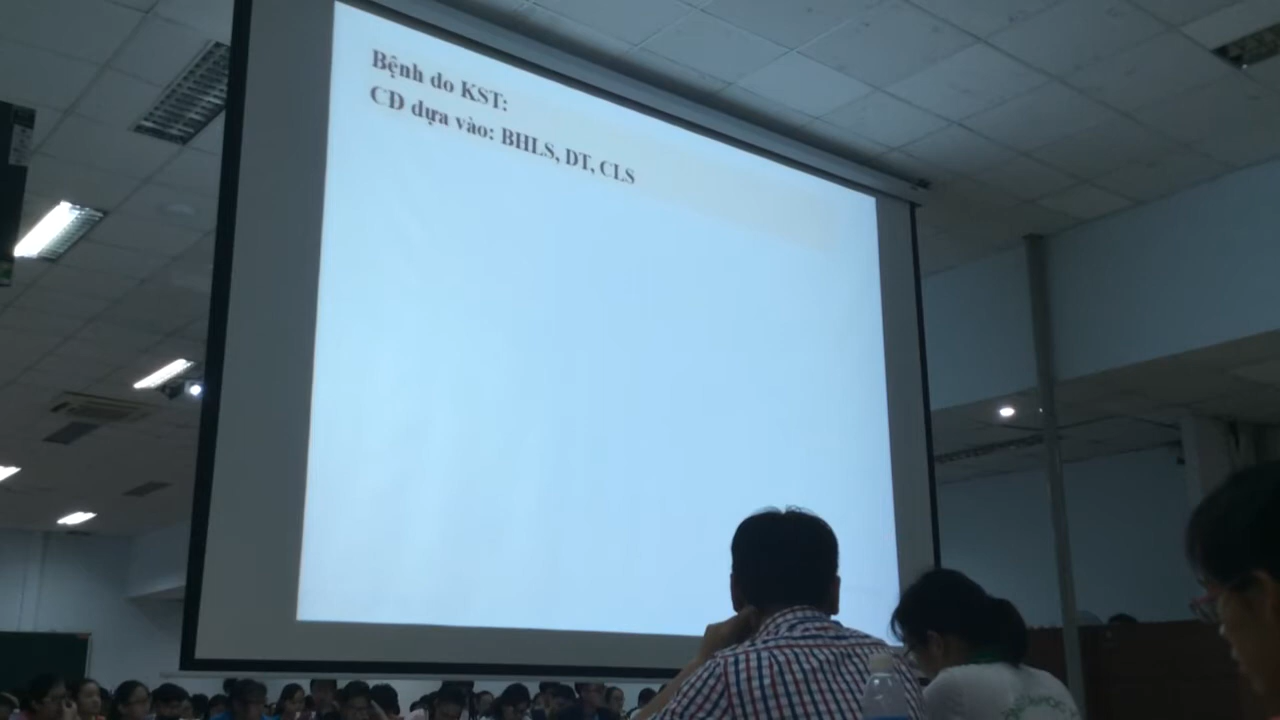 Bệnh do KST:
CĐ dựa vào: BHLS, DT, CLS